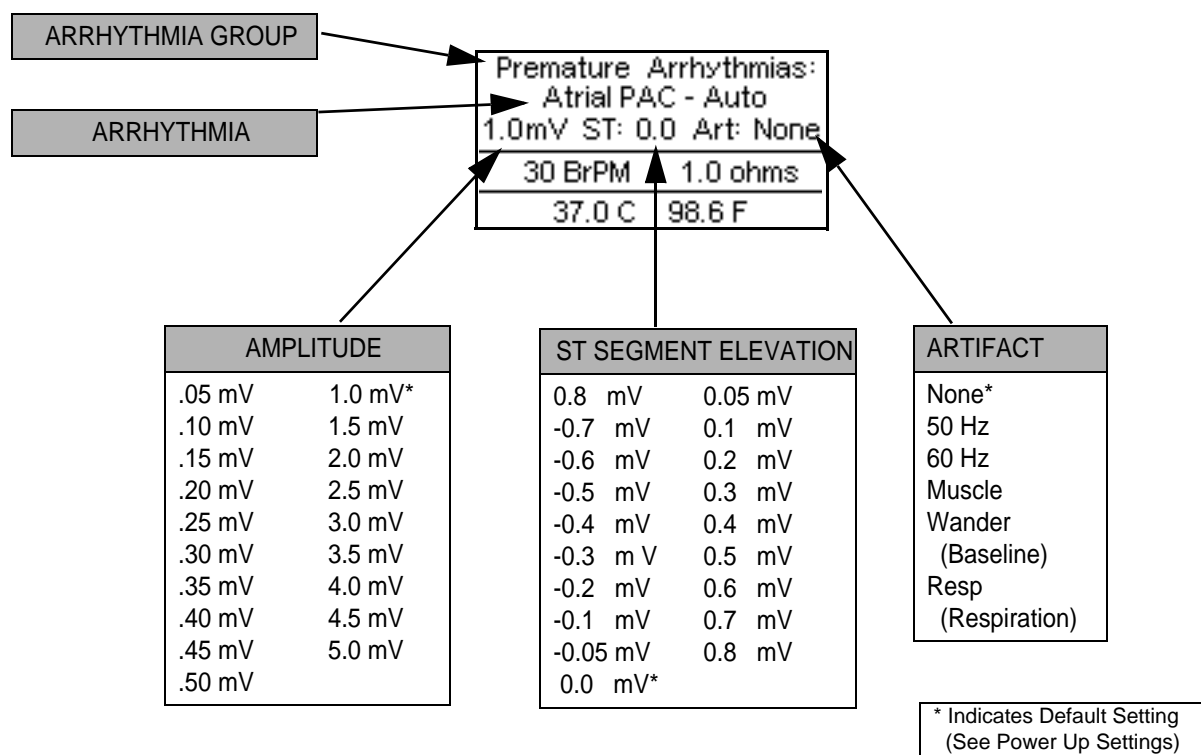 ARRHYTHMIA GROUP
ARRHYTHMIA
Premature Arrhythmias:
Atrial PAC - Auto
1.0mV ST: 0.0 Art: None
30 BrPM 1.0 ohms
37.0 C 98.6 F
AMPLITUDE
.05 mV 1.0 mV*
.10 mV 1.5 mV
.15 mV 2.0 mV
.20 mV 2.5 mV
.25 mV 3.0 mV
.30 mV 3.5 mV
.35 mV 4.0 mV
.40 mV 4.5 mV
.45 mV 5.0 mV
.50 mV
ST SEGMENT ELEVATION
0.8 mV 0.05 mV
-0.7 mV 0.1 mV
-0.6 mV 0.2 mV
-0.5 mV 0.3 mV
-0.4 mV 0.4 mV
-0.3 m V 0.5 mV
-0.2 mV 0.6 mV
-0.1 mV 0.7 mV
-0.05 mV 0.8 mV
0.0 mV*
ARTIFACT
None*
50 Hz
60 Hz
Muscle
Wander
(Baseline)
Resp
(Respiration)
* Indicates Default Setting
(See Power Up Settings)